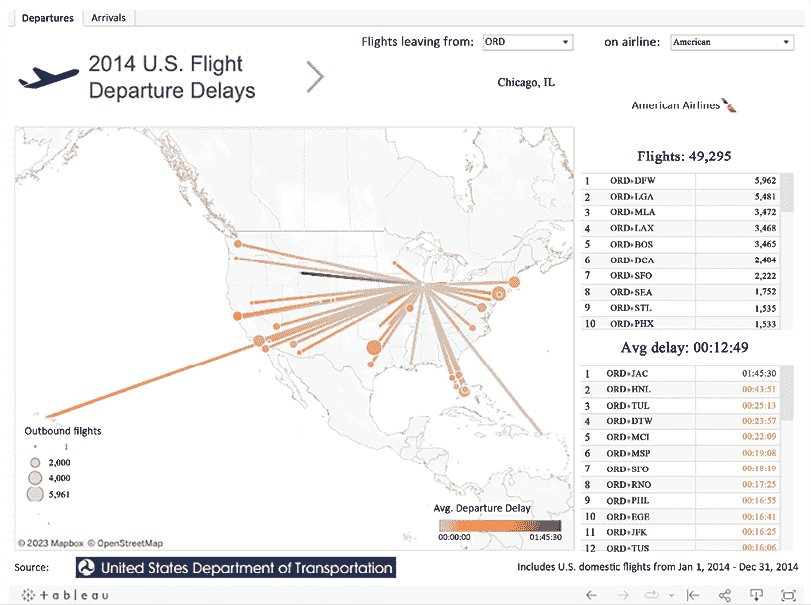 Departures Arrivals
Flights leaving from: ORD on airline: American
2014 U.S. Flight
Departure Delays
Chicago, IL
American Airlines
Flights: 49,295
1 ORD»DFW 5,962
2 ORD»LGA 5,481
3 ORD»MLA 3,472
4 ORD»LAX 3,468
5 ORD»BOS 3,465
6 ORD»DCA 2,404
7 ORD»SFO 2,222
8 ORD»SEA 1,752
9 ORD»STL 1,535
10 ORD»PHX 1,533
Avg delay: 00:12:49
1 ORD»JAC 01:45:30
2 ORD»HNL 00:43:51
3 ORD»TUL 00:25:13
4 ORD»DTW 00:23:57
5 ORD»MCI 00:22:09
6 ORD»MSP 00:19:08
7 ORD»SFO 00:18:19
8 ORD»RNO 00:17:25
9 ORD»PHL 00:16:55
10 ORD»EGE 00:16:41
11 ORD»JFK 00:16:25
12 ORD»TUS 00:16:06
Outbound flights
1
2,000
4,000
5,961
Avg. Departure Delay
00:00:00 01:45:30
© 2023 Mapbox © OpenStreetMap
Source: United States Department of Transportation
Includes U.S. domestic flights from Jan 1, 2014 - Dec 31, 2014
+ableau